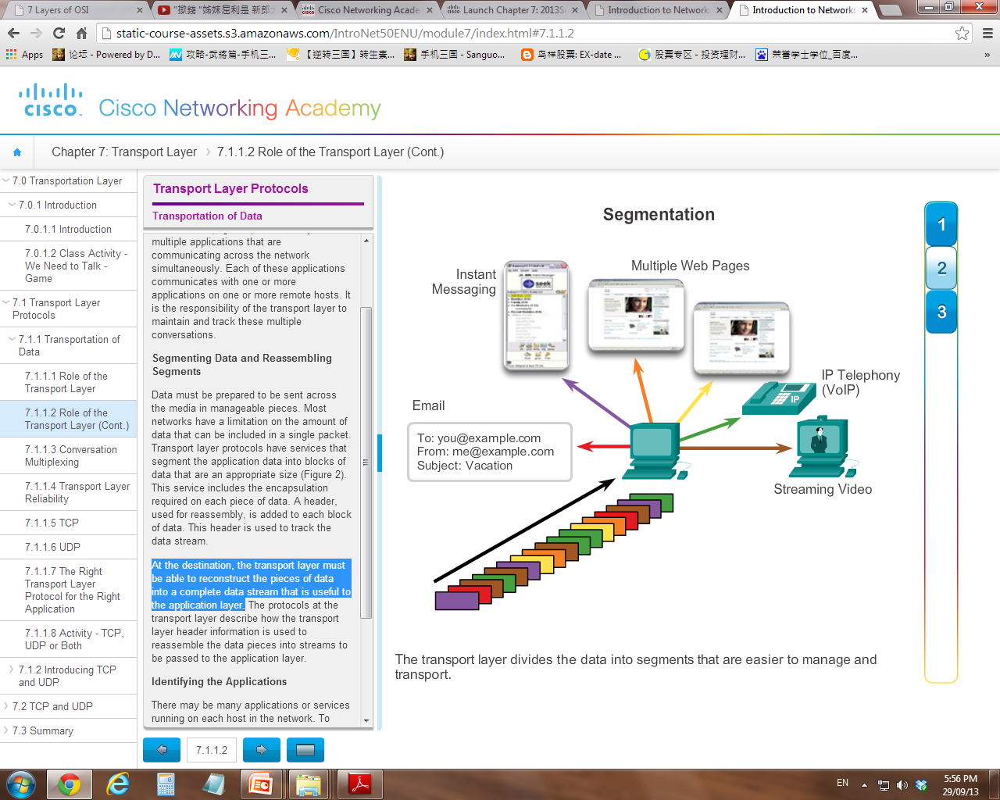 7 Layers of OSI
"撳錢"姊妹屈利是 新郎
Cisco Networking Acade
Launch Chapter 7: 2013S
Introduction to Network
Introduction to Networks
static-course-assets.s3.amazonaws.com/IntroNet50ENU/module7/index.html#7.1.1.2
Apps
论坛 - Powered by D...
攻略-武將篇-手机三...
【逆转三国】转生素...
手机三国 - Sanguo...
鸟样股票: EX-date ...
股票专区 - 投资理财...
荣誉学士学位_百度...
»
cisco.
Cisco Networking Academy
Chapter 7: Transport Layer
7.1.1.2 Role of the Transport Layer (Cont.)
7.0 Transportation Layer
7.0.1 Introduction
7.0.1.1 Introduction
7.0.1.2 Class Activity -
We Need to Talk -
Game
7.1 Transport Layer
Protocols
7.1.1 Transportation of
Data
7.1.1.1 Role of the
Transport Layer
7.1.1.2 Role of the
Transport Layer (Cont.)
7.1.1.3 Conversation
Multiplexing
7.1.1.4 Transport Layer
Reliability
7.1.1.5 TCP
7.1.1.6 UDP
7.1.1.7 The Right
Transport Layer
Protocol for the Right
Application
7.1.1.8 Activity - TCP,
UDP or Both
7.1.2 Introducing TCP
and UDP
7.2 TCP and UDP
7.3 Summary
Transport Layer Protocols
Transportation of Data
multiple applications that are
communicating across the network
simultaneously. Each of these applications
communicates with one or more
applications on one or more remote hosts. It
is the responsibility of the transport layer to
maintain and track these multiple
conversations.
Segmenting Data and Reassembling
Segments
Data must be prepared to be sent across
the media in manageable pieces. Most
networks have a limitation on the amount of
data that can be included in a single packet.
Transport layer protocols have services that
segment the application data into blocks of
data that are an appropriate size (Figure 2).
This service includes the encapsulation
required on each piece of data. A header,
used for reassembly, is added to each block
of data. This header is used to track the
data stream.
At the destination, the transport layer must
be able to reconstruct the pieces of data
into a complete data stream that is useful to
the application layer. The protocols at the
transport layer describe how the transport
layer header information is used to
reassemble the data pieces into streams to
be passed to the application layer.
Identifying the Applications
There may be many applications or services
running on each host in the network. To
7.1.1.2
Segmentation
Instant
Messaging
seek
Multiple Web Pages
IP Telephony
(VoIP)
IP
Email
To: you@example.com
From: me@example.com
Subject: Vacation
Streaming Video
The transport layer divides the data into segments that are easier to manage and
transport.
1
2
3
EN
5:56 PM
29/09/13